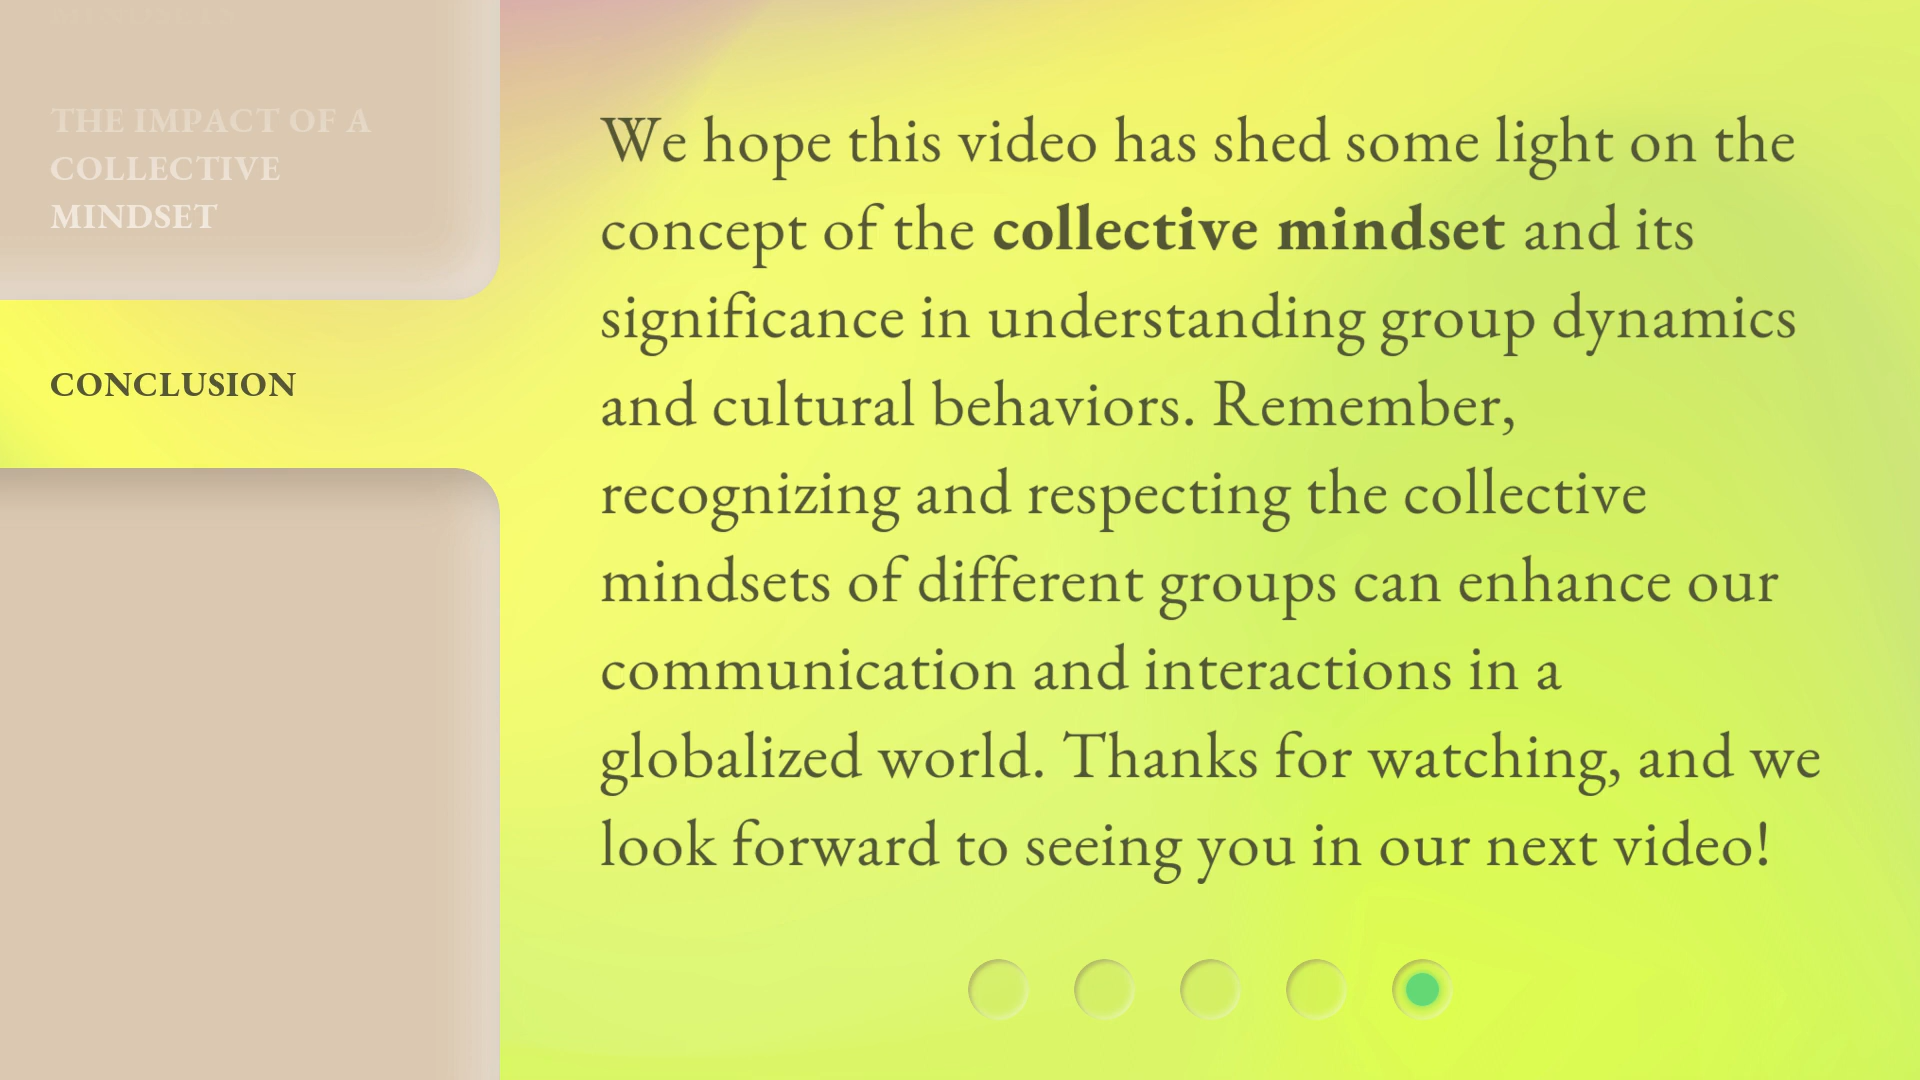 MINDSETS
THE IMPACT OF A
COLLECTIVE
MINDSET
CONCLUSION
We hope this video has shed some light on the
concept of the collective mindset and its
significance in understanding group dynamics
and cultural behaviors. Remember,
recognizing and respecting the collective
mindsets of different groups can enhance our
communication and interactions in a
globalized world. Thanks for watching, and we
look forward to seeing you in our next video!